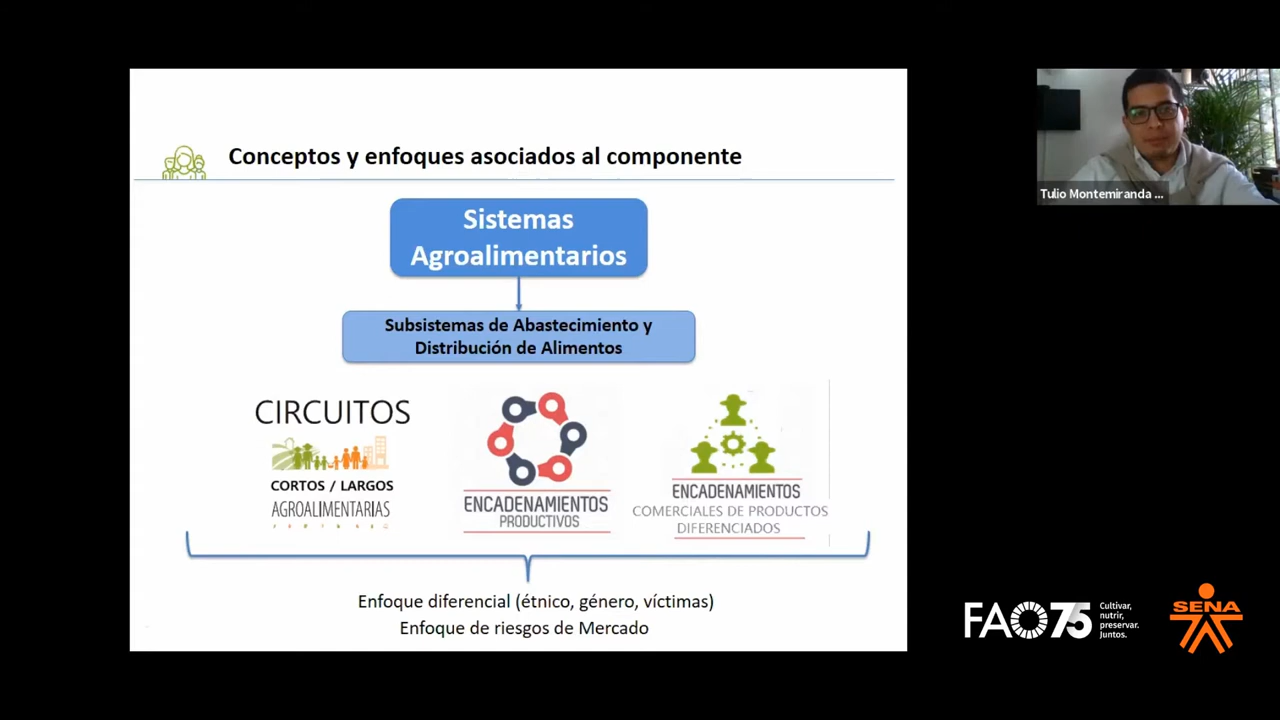 Conceptos y enfoques asociados al componente
Sistemas
Agroalimentarios
Subsistemas de Abastecimiento y
Distribución de Alimentos
CIRCUITOS
CORTOS / LARGOS
AGROALIMENTARIAS
ENCADENAMIENTOS
PRODUCTIVOS
ENCADENAMIENTOS
COMERCIALES DE PRODUCTOS
DIFERENCIADOS
Enfoque diferencial (étnico, género, víctimas)
Enfoque de riesgos de Mercado
Tulio Montemiranda ...
FAO75
Cultivar,
nutrir,
preservar.
Juntos.
SENA